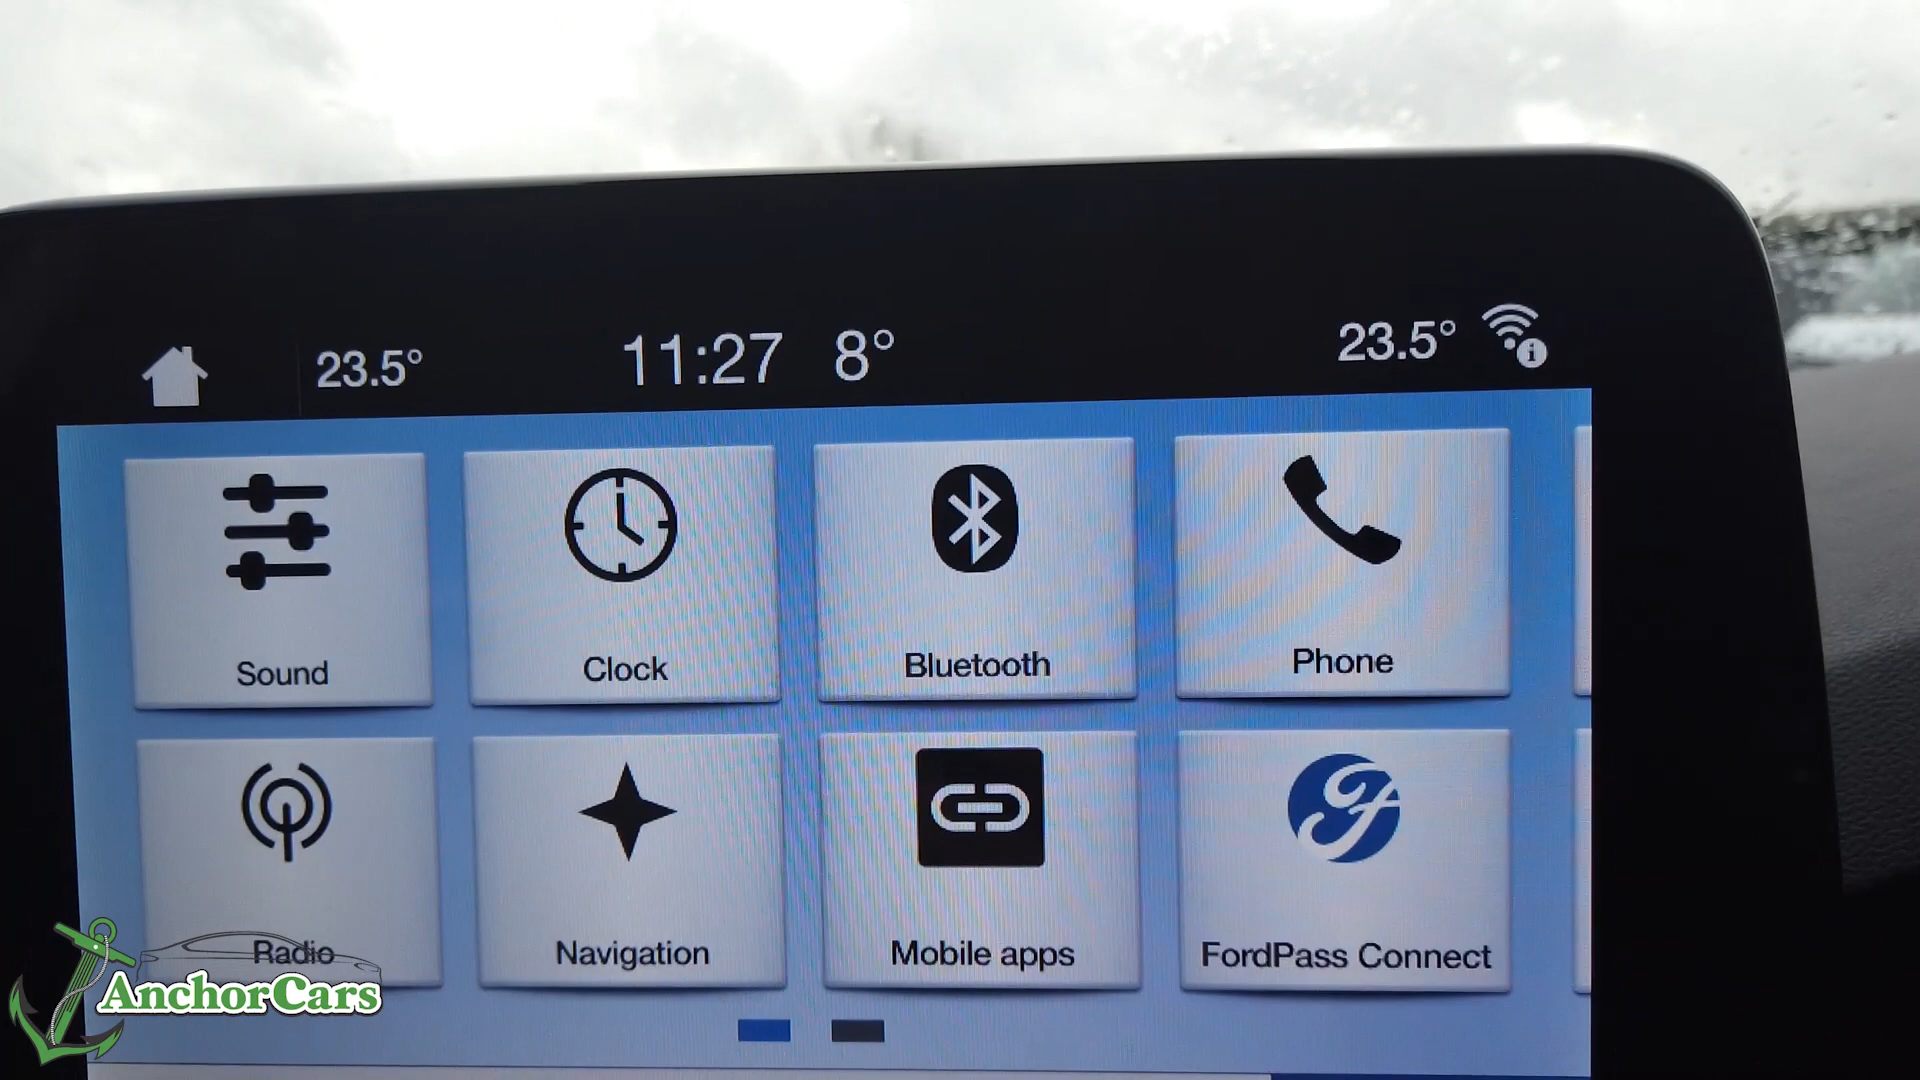 23.5° 11:27 8° 23.5°
Sound Clock Bluetooth Phone
Radio Navigation Mobile apps FordPass Connect
AnchorCars